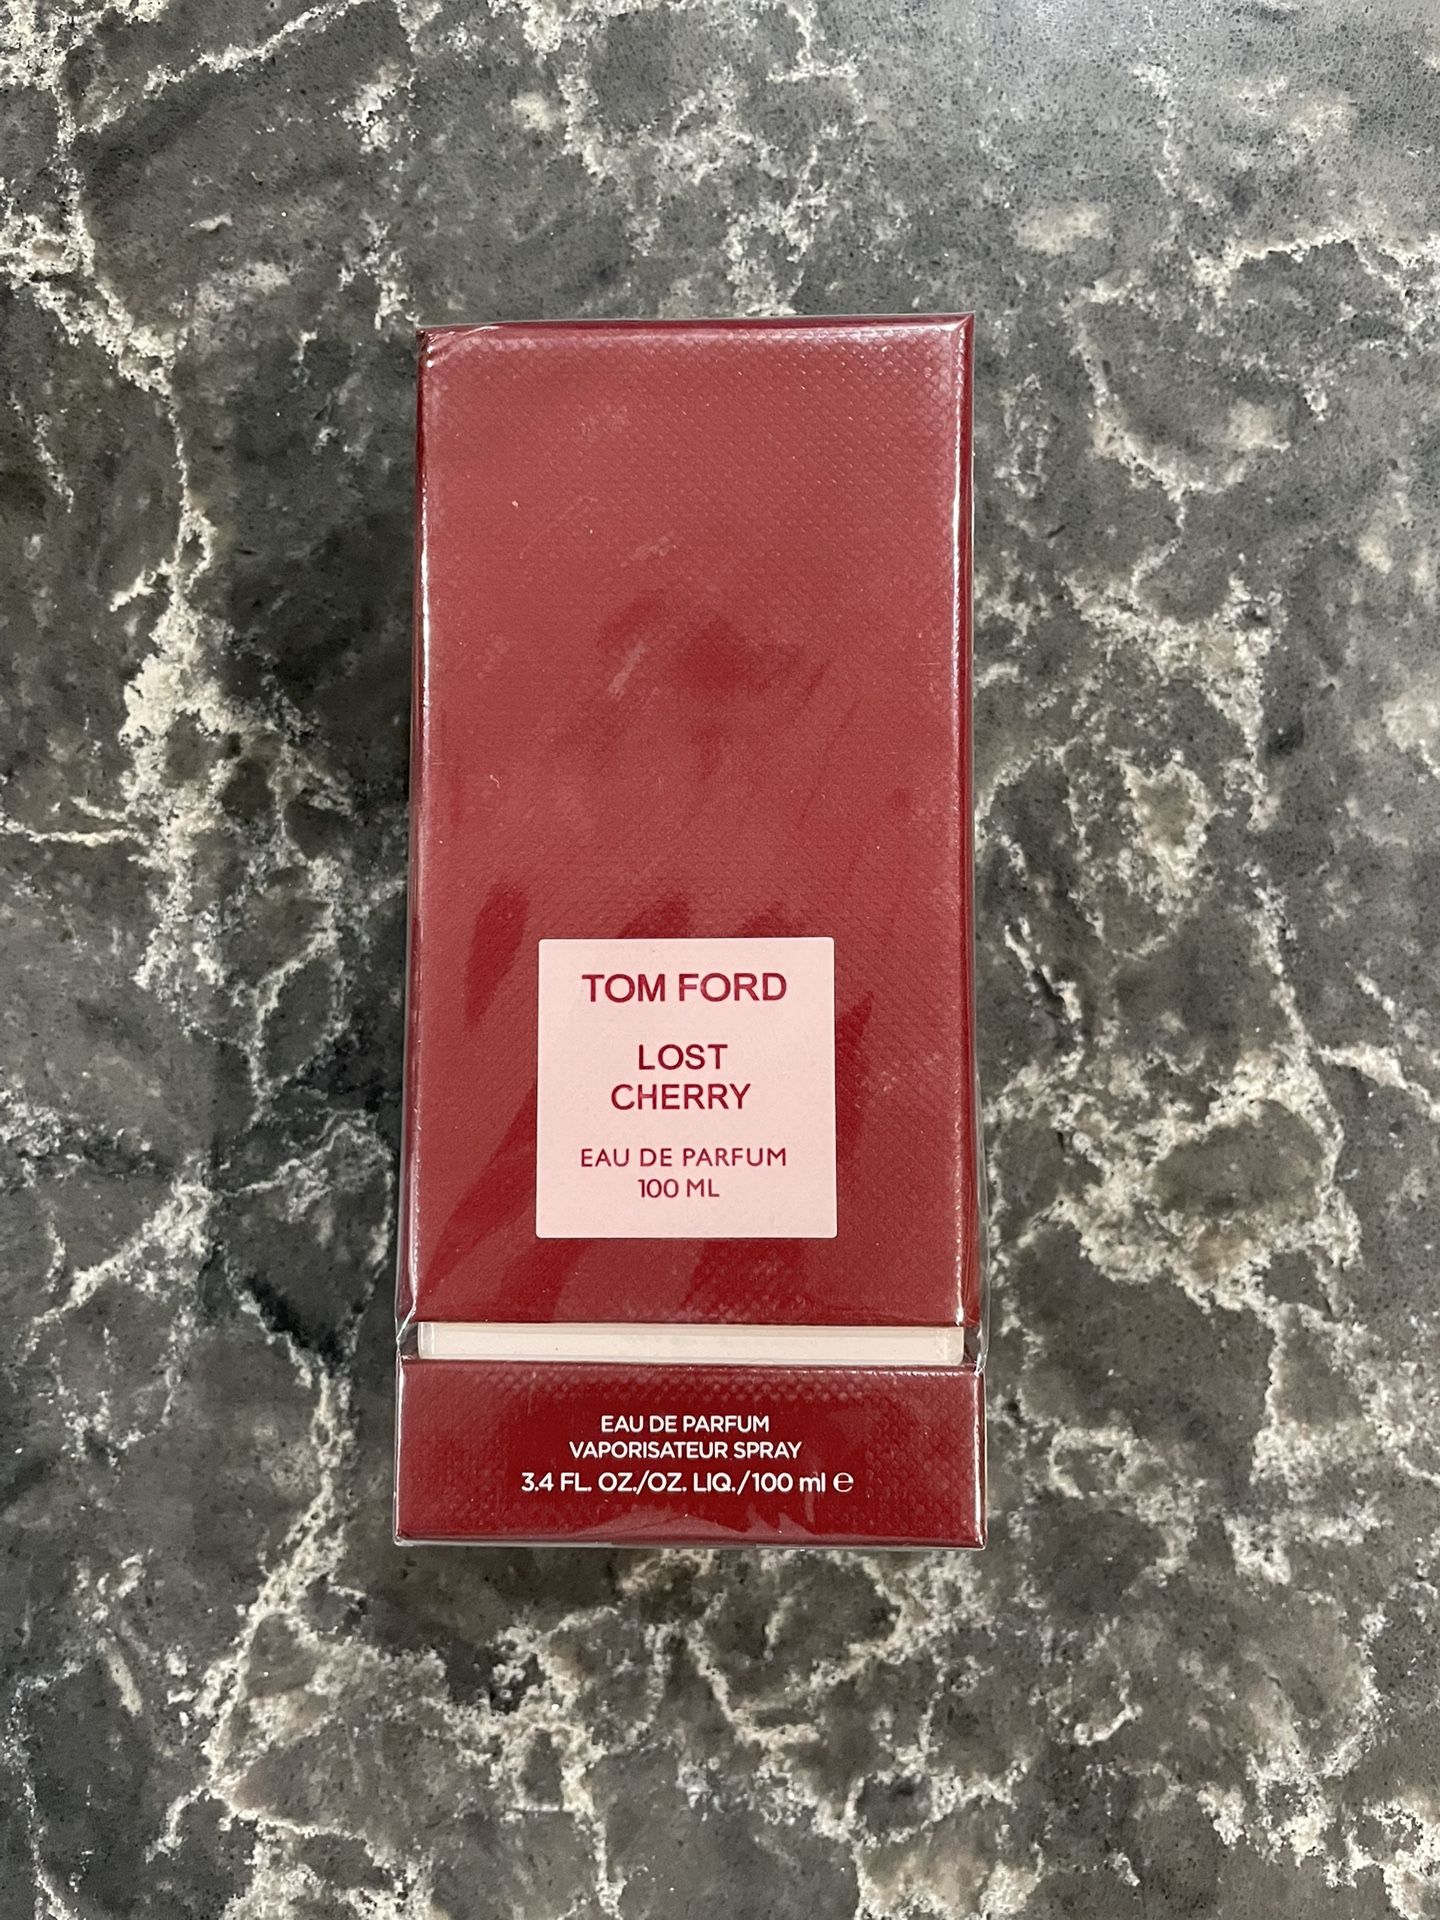 TOM FORD
LOST
CHERRY
EAU DE PARFUM
100 ML
EAU DE PARFUM
VAPORISATEUR SPRAY
3.4 FL. OZ./OZ. LIQ./100 ml ℮